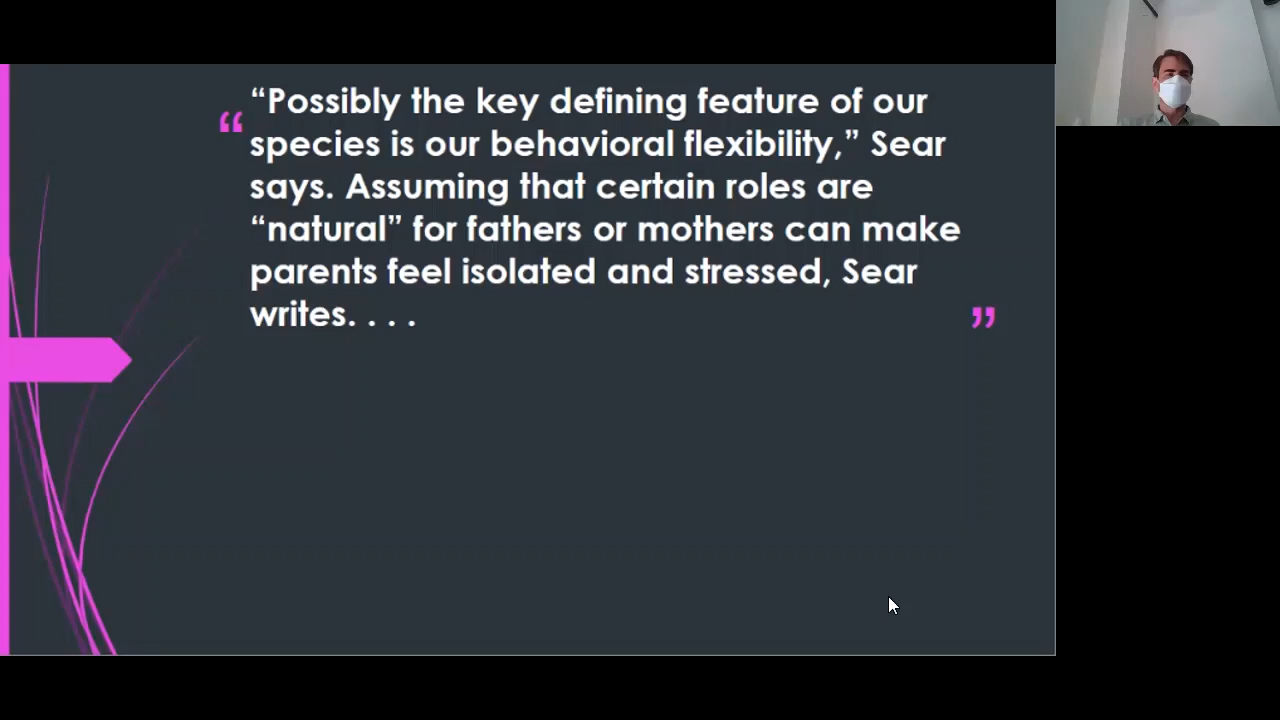 “Possibly the key defining feature of our
species is our behavioral flexibility,” Sear
says. Assuming that certain roles are
“natural” for fathers or mothers can make
parents feel isolated and stressed, Sear
writes. . . .